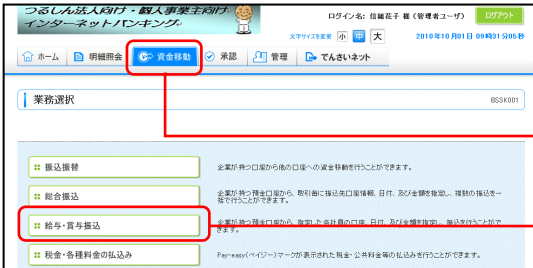 つるしん法人向け・個人事業主向け
インターネットバンキング
ログイン名: 信鶴花子 様 (管理者ユーザ)
ログアウト
文字サイズを変更 小 中 大
2010年10月01日 09時31分05秒
ホーム 明細照会 資金移動 承認 管理 でんさいネット
業務選択
BSSK001
振込振替
企業が持つ口座から他の口座への資金移動を行うことができます。
総合振込
企業が持つ預金口座から、取引毎に振込先口座情報、日付、及び金額を指定し、複数の振込を一
括で行うことができます。
給与・賞与振込
企業が持つ預金口座から、指定した各社員の口座、日付、及び金額を指定し、振込を行うことがで
きます。
税金・各種料金の払込み
Pay-easy(ペイジー)マークが表示された税金・公共料金等の払込みを行うことができます。